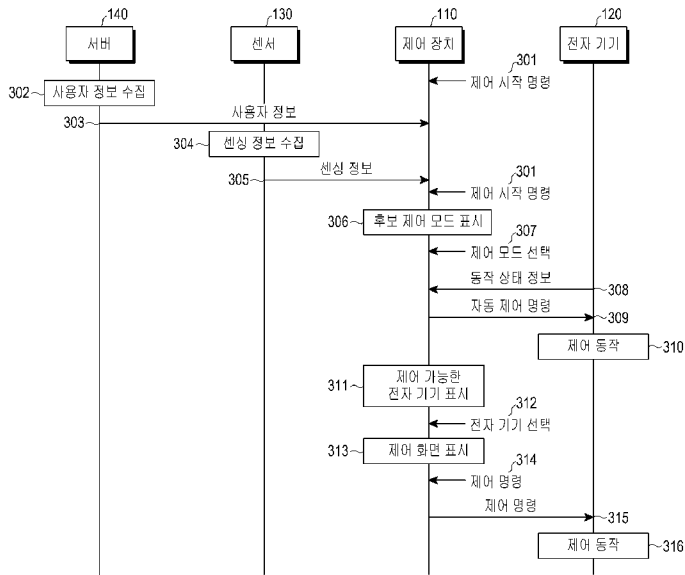 140
130
110
120
서버
센서
제어 장치
전자 기기
301
제어 시작 명령
302
사용자 정보 수집
사용자 정보
303
304
센싱 정보 수집
센싱 정보
305
301
제어 시작 명령
306
후보 제어 모드 표시
307
제어 모드 선택
동작 상태 정보
308
자동 제어 명령
309
제어 동작
310
311
제어 가능한
전자 기기 표시
312
전자 기기 선택
313
제어 화면 표시
314
제어 명령
제어 명령
315
제어 동작
316